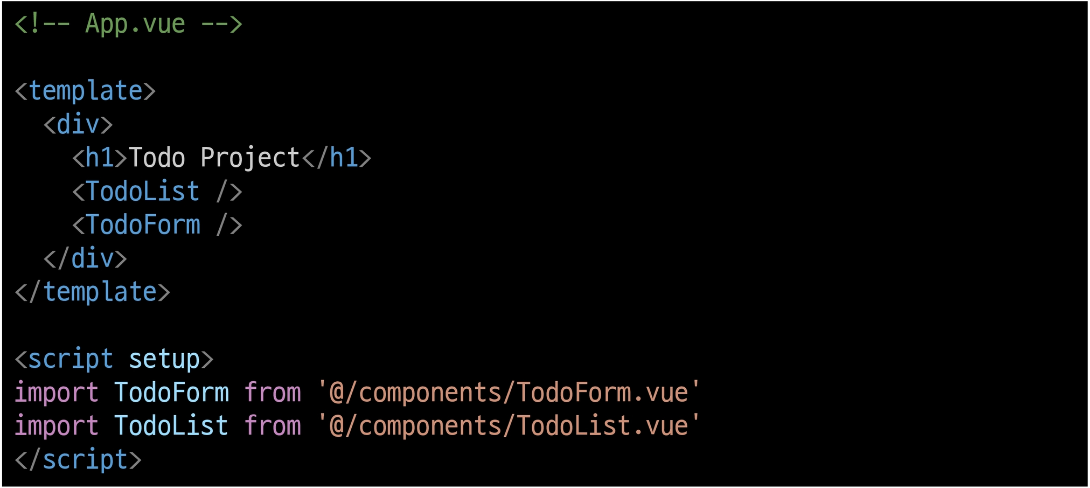 <!-- App.vue -->
<template>
<div>
<h1>Todo Project</h1>
<TodoList />
<TodoForm />
</div>
</template>
<script setup>
import TodoForm from '@/components/TodoForm.vue'
import TodoList from '@/components/TodoList.vue'
</script>